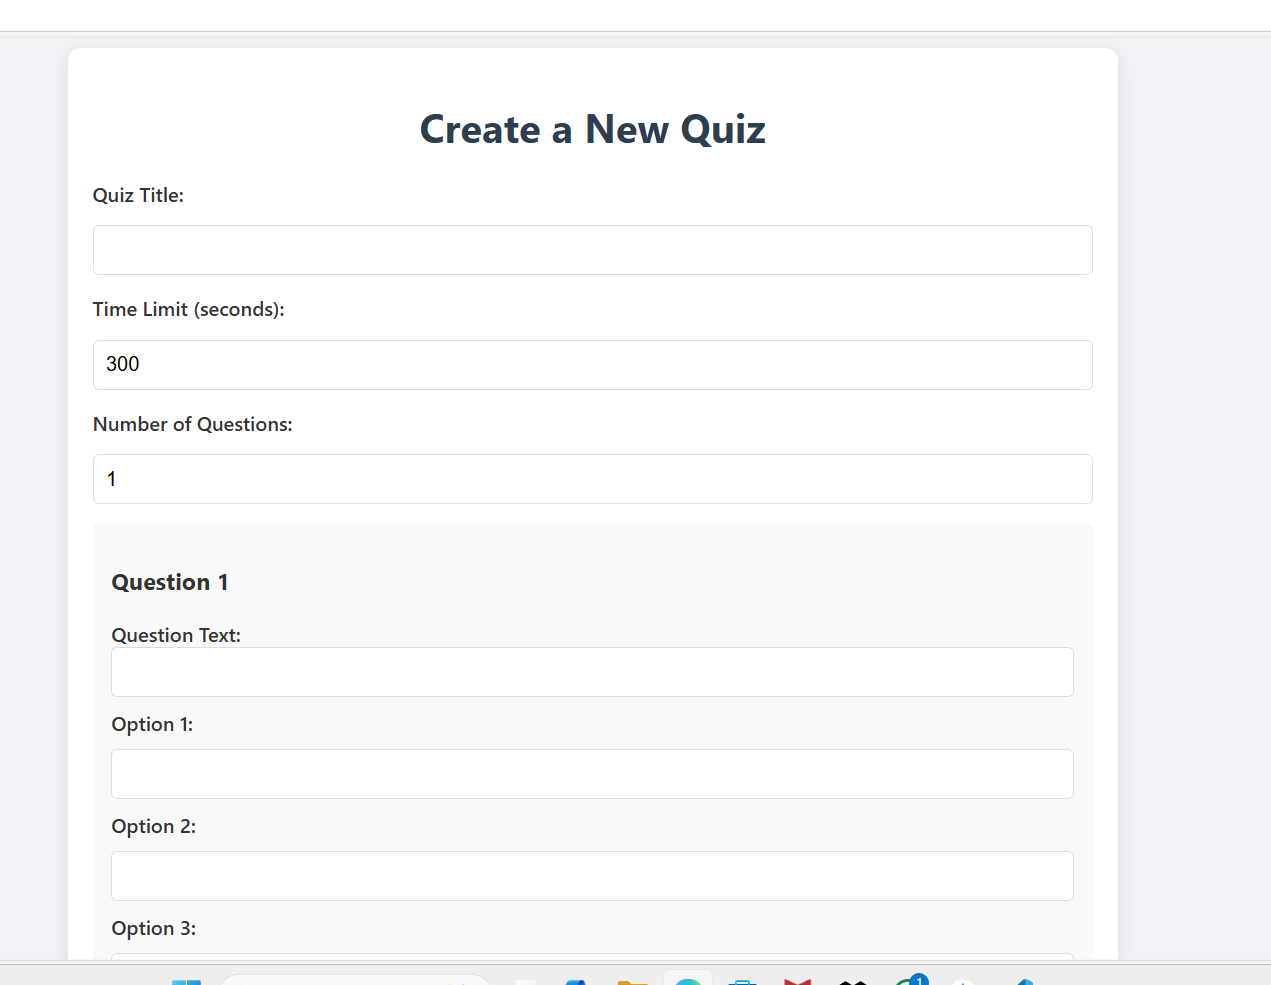 Create a New Quiz
Quiz Title:
Time Limit (seconds):
300
Number of Questions:
1
Question 1
Question Text:
Option 1:
Option 2:
Option 3:
1